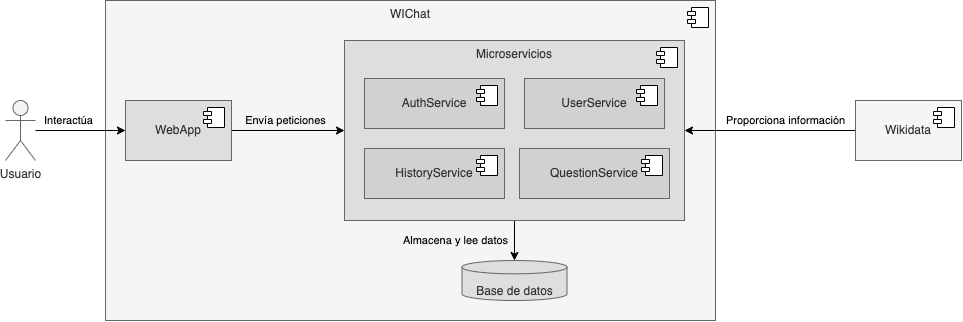 WIChat
Microservicios
AuthService
UserService
Interactúa
WebApp
Envía peticiones
Proporciona información
Wikidata
Usuario
HistoryService
QuestionService
Almacena y lee datos
Base de datos